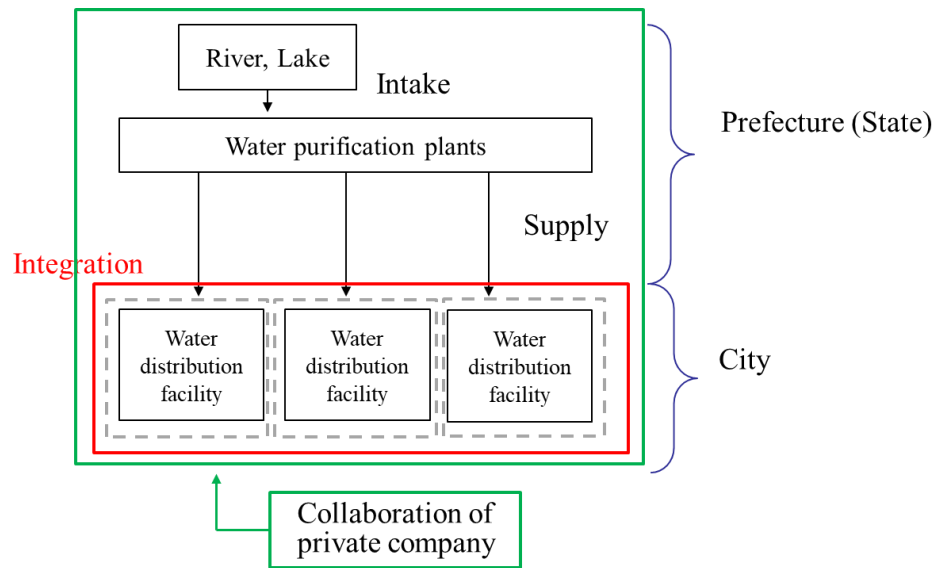 River, Lake
Intake
Prefecture (State)
Water purification plants
Supply
Integration
Water
distribution
facility
Water
distribution
facility
Water
distribution
facility
City
Collaboration of
private company